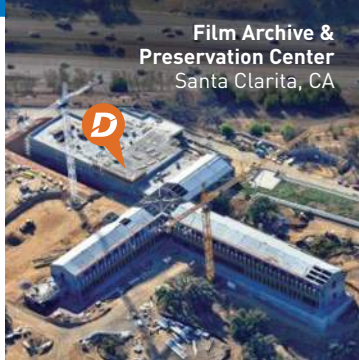 Film Archive &
Preservation Center
Santa Clarita, CA
D